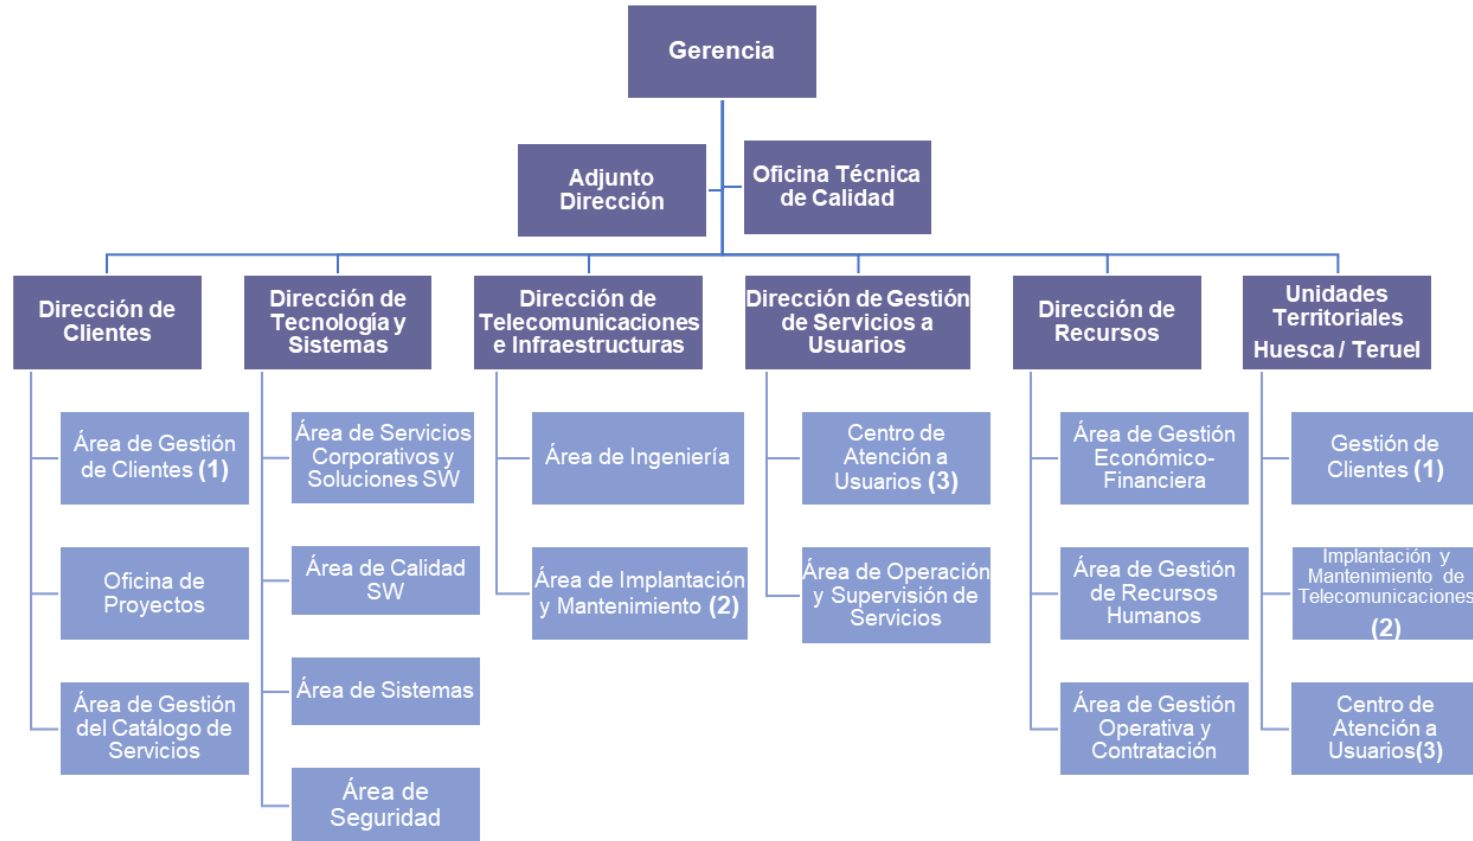 Gerencia
Adjunto
Dirección
Oficina Técnica
de Calidad
Dirección de
Clientes
Dirección de
Tecnología y
Sistemas
Dirección de
Telecomunicaciones
e Infraestructuras
Dirección de Gestión
de Servicios a
Usuarios
Dirección de
Recursos
Unidades
Territoriales
Huesca / Teruel
Área de Gestión
de Clientes (1)
Oficina de
Proyectos
Área de Gestión
del Catálogo de
Servicios
Área de Servicios
Corporativos y
Soluciones SW
Área de Calidad
SW
Área de Sistemas
Área de
Seguridad
Área de Ingeniería
Área de Implantación
y Mantenimiento (2)
Centro de
Atención a
Usuarios (3)
Área de Operación
y Supervisión de
Servicios
Área de Gestión
Económico-
Financiera
Área de Gestión
de Recursos
Humanos
Área de Gestión
Operativa y
Contratación
Gestión de
Clientes (1)
Implantación y
Mantenimiento de
Telecomunicaciones
(2)
Centro de
Atención a
Usuarios(3)